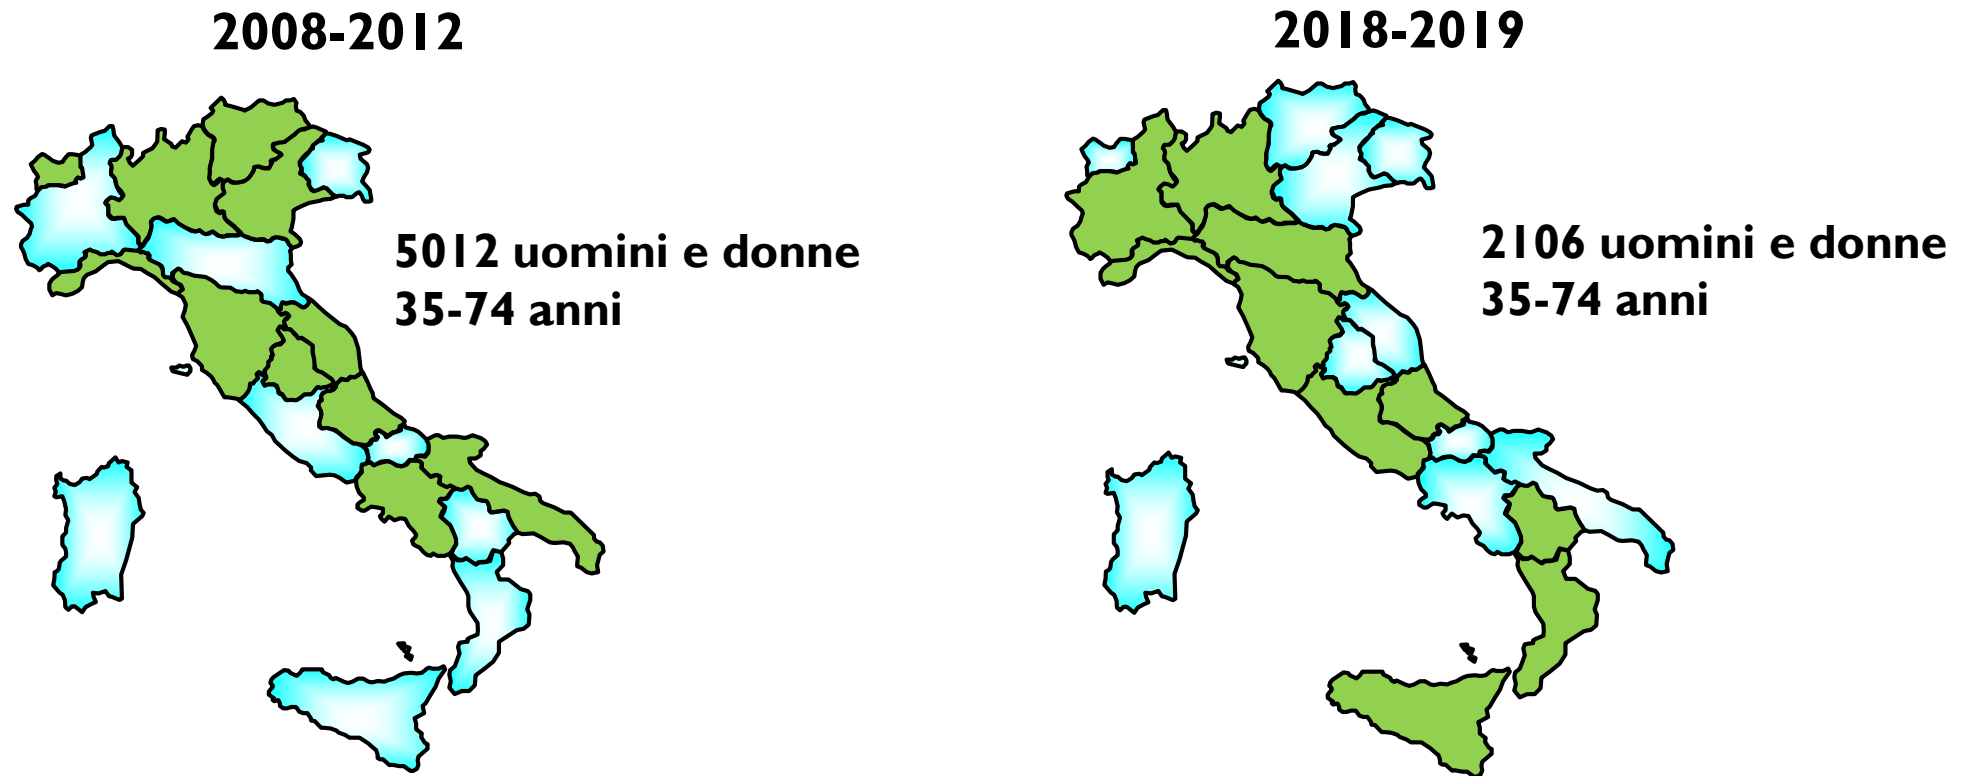 2008-2012
2018-2019
5012 uomini e donne
35-74 anni
2106 uomini e donne
35-74 anni